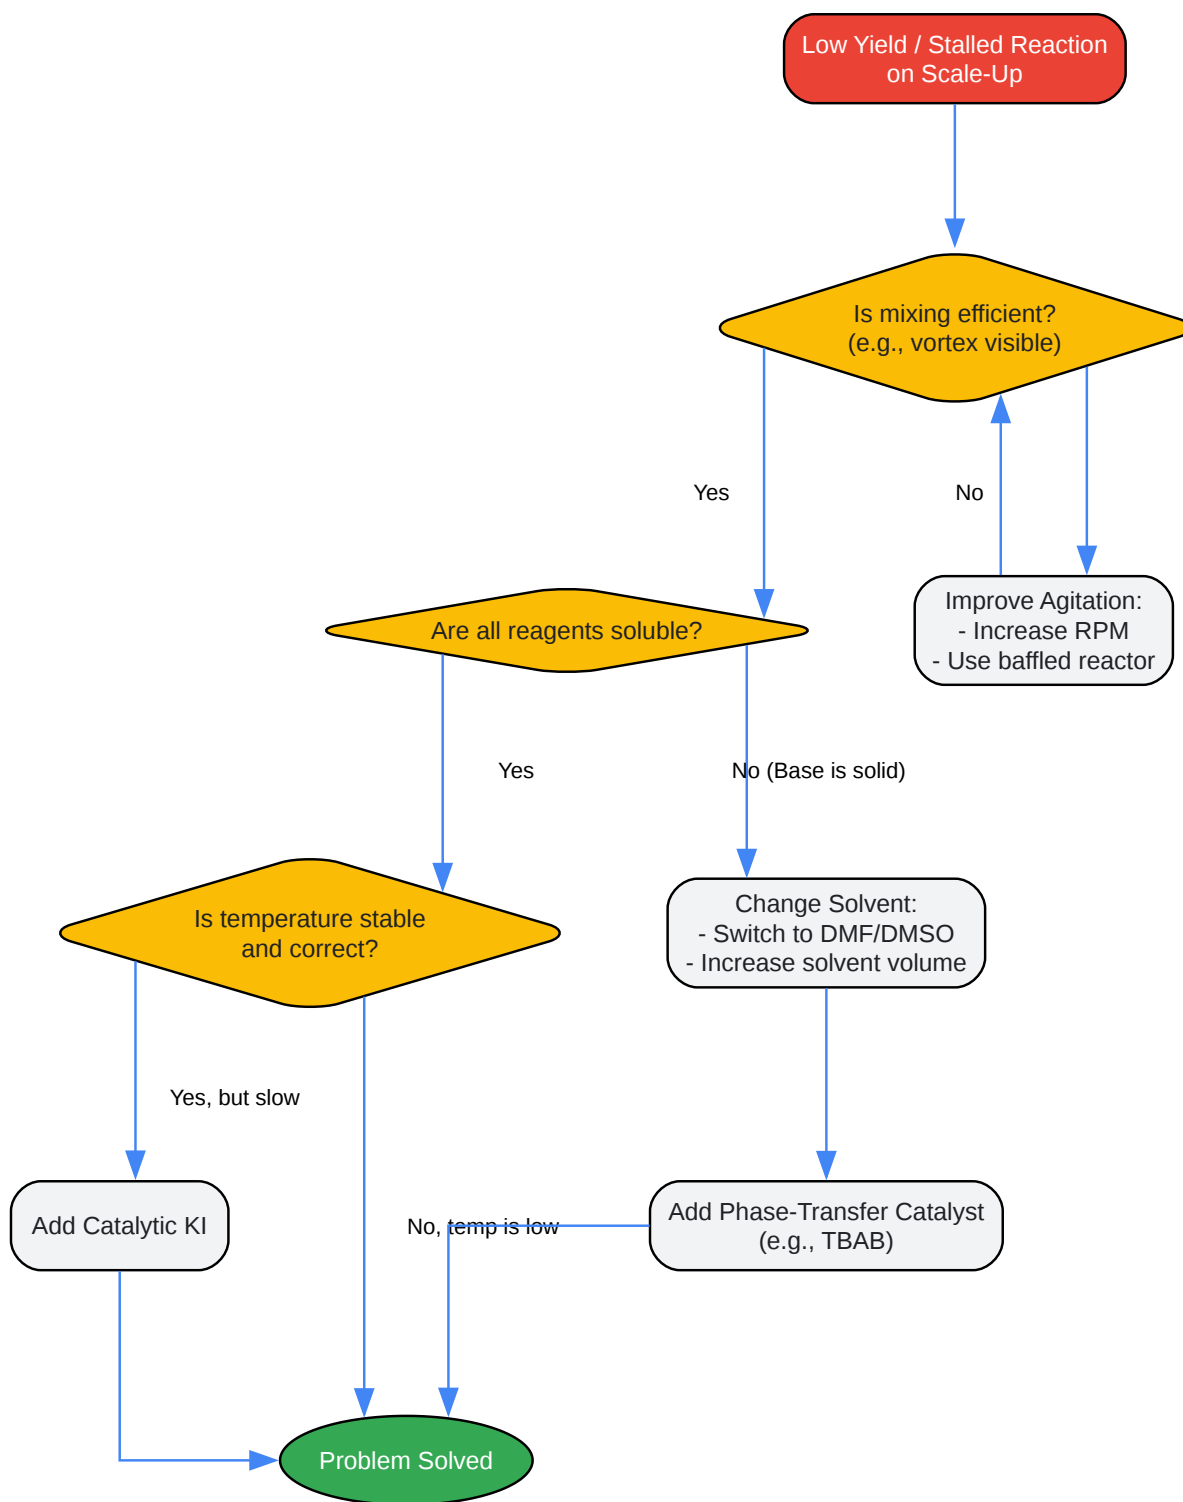 Low Yield / Stalled Reaction
on Scale-Up
Is mixing efficient?
(e.g., vortex visible)
Yes
No
Improve Agitation:
- Increase RPM
- Use baffled reactor
Are all reagents soluble?
Yes
No (Base is solid)
Is temperature stable
and correct?
Change Solvent:
- Switch to DMF/DMSO
- Increase solvent volume
Yes, but slow
Add Catalytic KI
No, temp is low
Add Phase-Transfer Catalyst
(e.g., TBAB)
Problem Solved